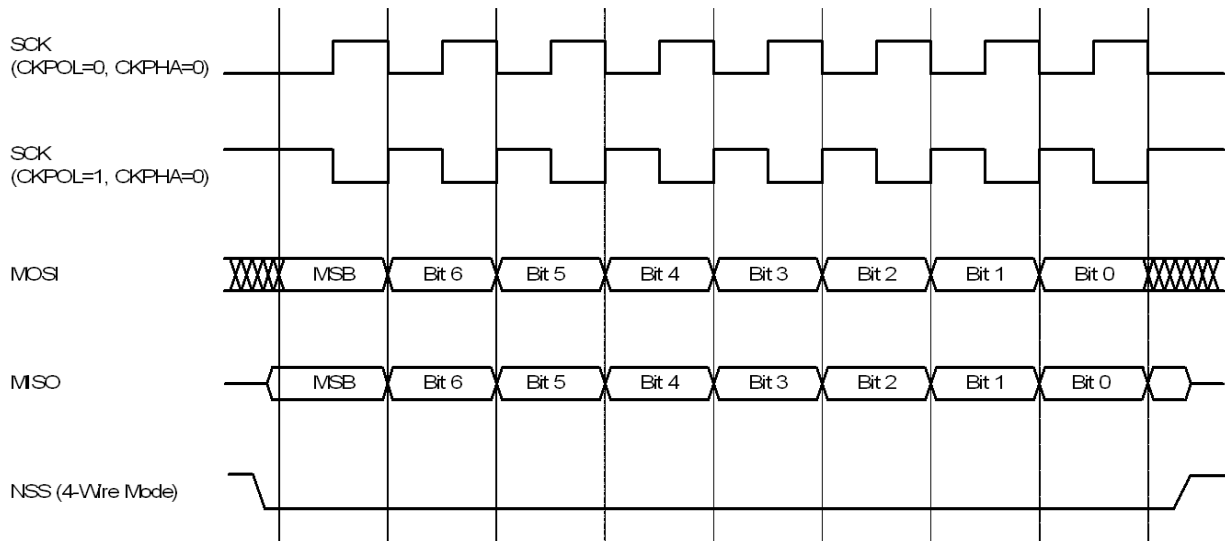 SCK
(CKPOL=0, CKPHA=0)
SCK
(CKPOL=1, CKPHA=0)
MOSI
MSB Bit 6 Bit 5 Bit 4 Bit 3 Bit 2 Bit 1 Bit 0
MISO
MSB Bit 6 Bit 5 Bit 4 Bit 3 Bit 2 Bit 1 Bit 0
NSS (4-Wire Mode)